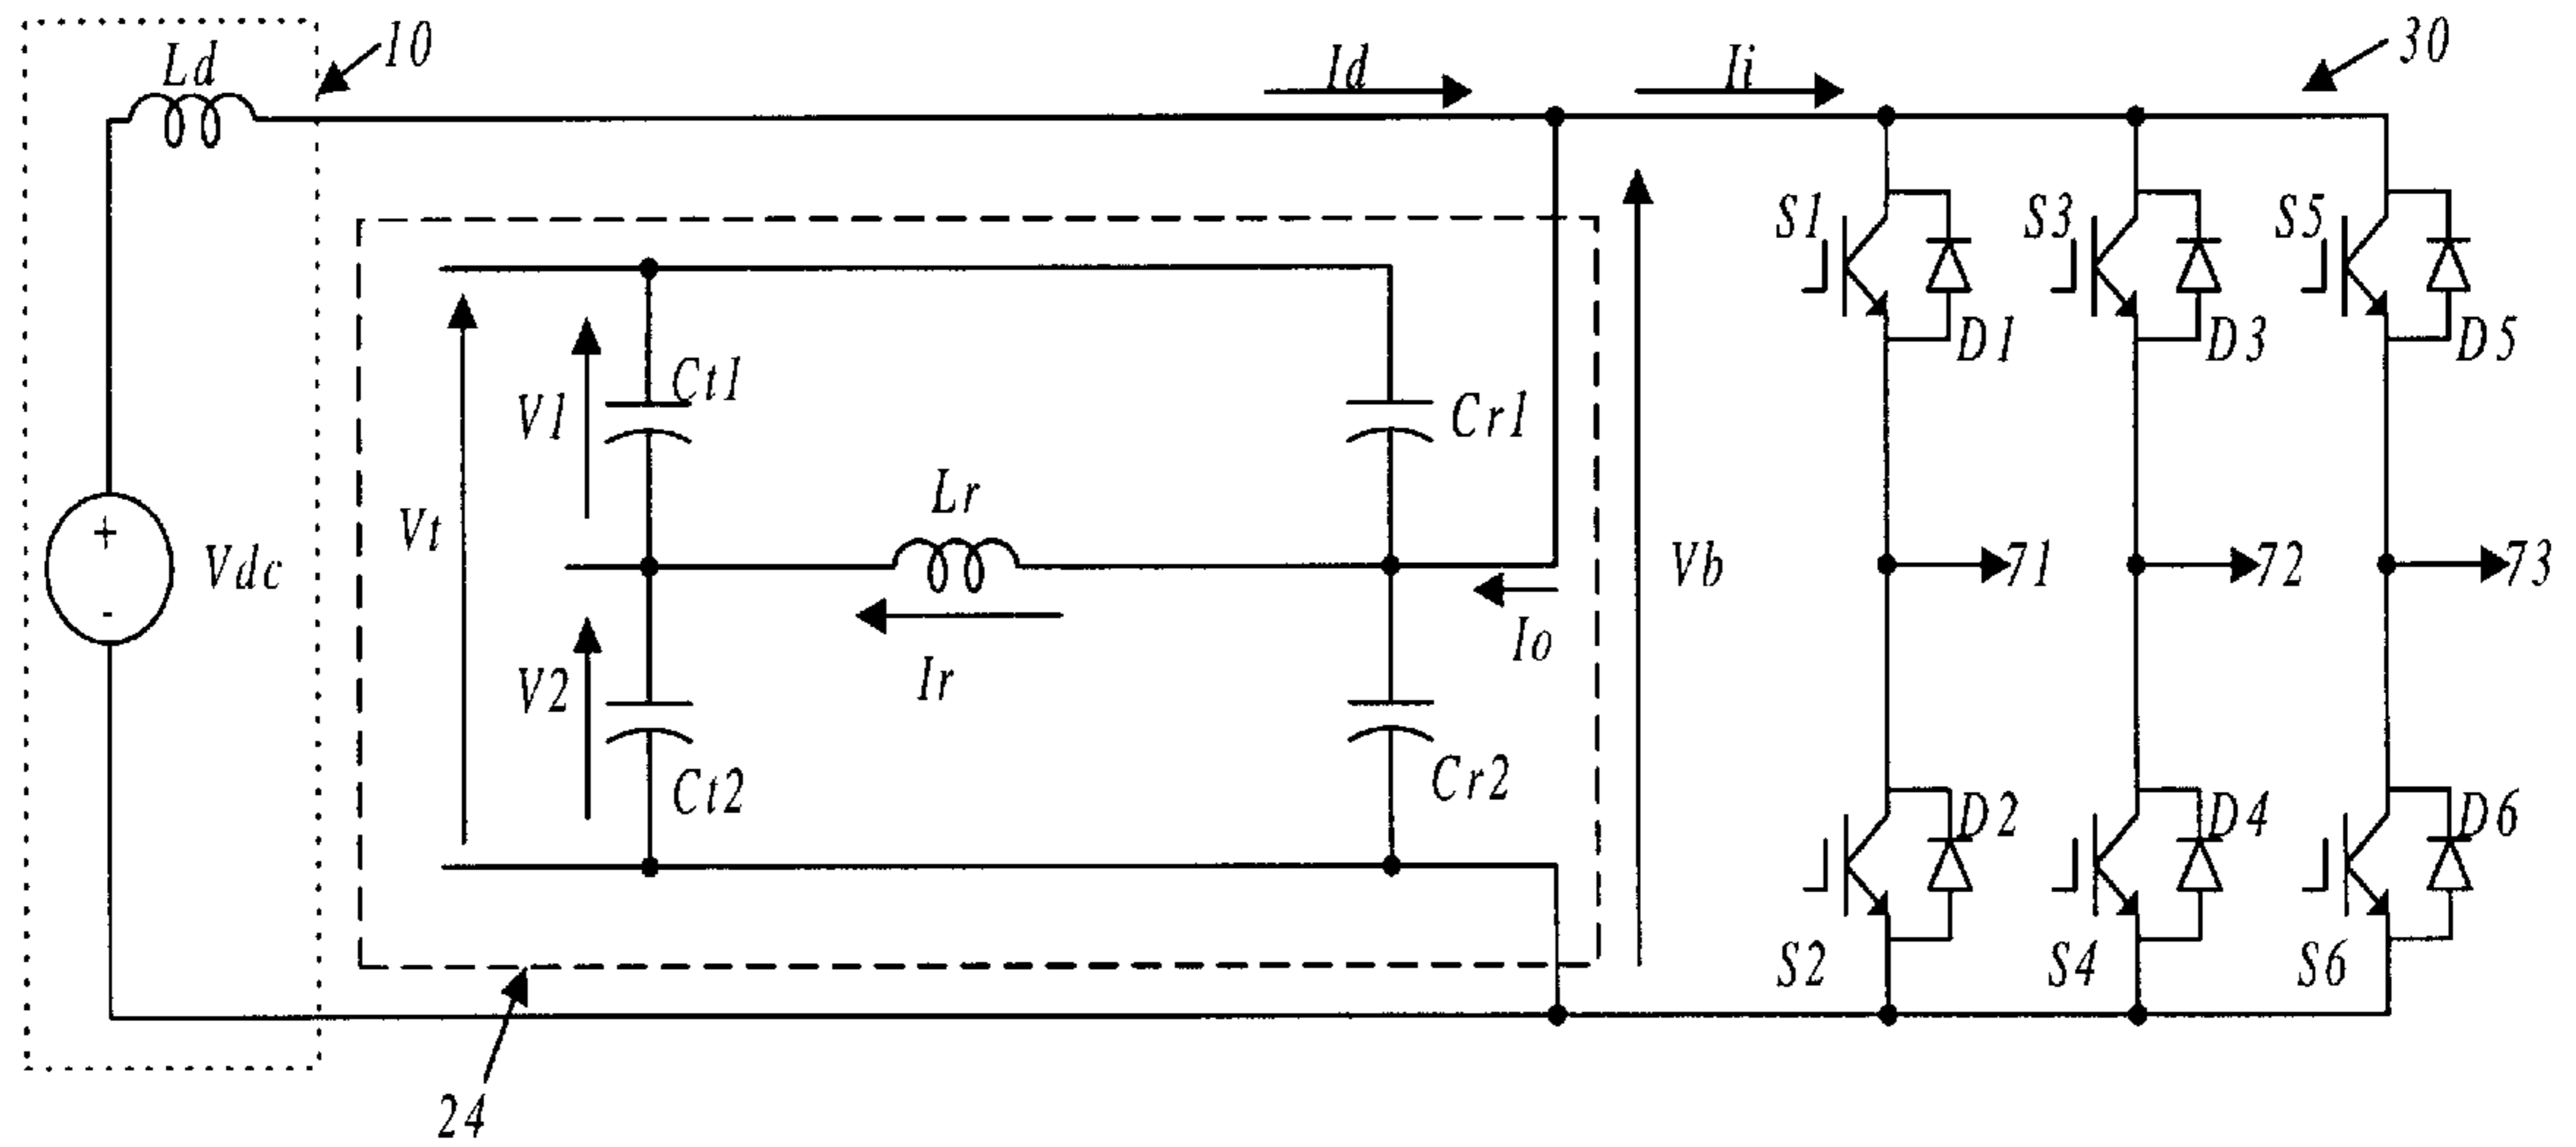 10
Ld
Id
Ii
30
S1
S3
S5
D1
D3
D5
Ct1
V1
Cr1
Lr
Vt
+
-
Vdc
Vb
71
72
73
Io
Ir
V2
Ct2
Cr2
D2
D4
D6
S2
S4
S6
24